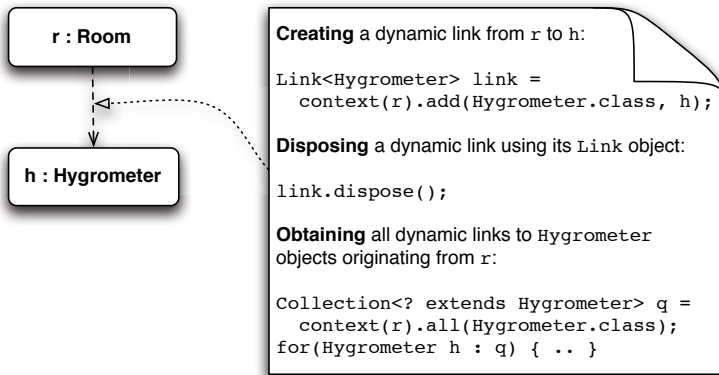 r : Room
h : Hygrometer
Creating a dynamic link from r to h:
Link<Hygrometer> link =
context(r).add(Hygrometer.class, h);
Disposing a dynamic link using its Link object:
link.dispose();
Obtaining all dynamic links to Hygrometer
objects originating from r:
Collection<? extends Hygrometer> q =
context(r).all(Hygrometer.class);
for(Hygrometer h : q) { .. }